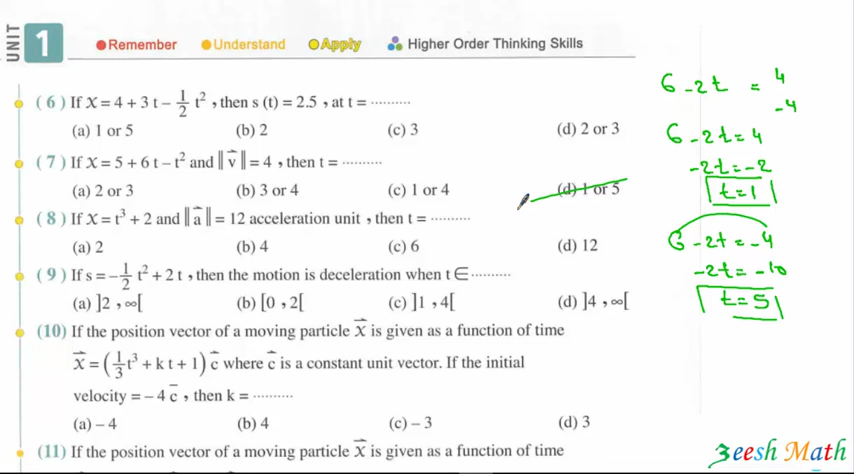 UNIT 1 Remember Understand Apply Higher Order Thinking Skills
(6) If X = 4 + 3 t – 1/2 t², then s (t) = 2.5, at t = ··········
(a) 1 or 5 (b) 2 (c) 3 (d) 2 or 3
(7) If X = 5 + 6 t – t² and ‖v⃗‖ = 4, then t = ··········
(a) 2 or 3 (b) 3 or 4 (c) 1 or 4 (d) 1 or 5
(8) If X = t³ + 2 and ‖a⃗‖ = 12 acceleration unit, then t = ··········
(a) 2 (b) 4 (c) 6 (d) 12
(9) If s = – 1/2 t² + 2 t, then the motion is deceleration when t ∈ ··········
(a) ]2, ∞[ (b) [0, 2[ (c) ]1, 4[ (d) ]4, ∞[
(10) If the position vector of a moving particle X⃗ is given as a function of time
X⃗ = (1/3 t³ + k t + 1) c⃗ where c⃗ is a constant unit vector. If the initial
velocity = – 4 c̄, then k = ··········
(a) – 4 (b) 4 (c) – 3 (d) 3
(11) If the position vector of a moving particle X⃗ is given as a function of time
6 - 2t = 4
-4
6 - 2t = 4
-2t = -2
t = 1
6 - 2t = -4
-2t = -10
t = 5
Zeesh Math